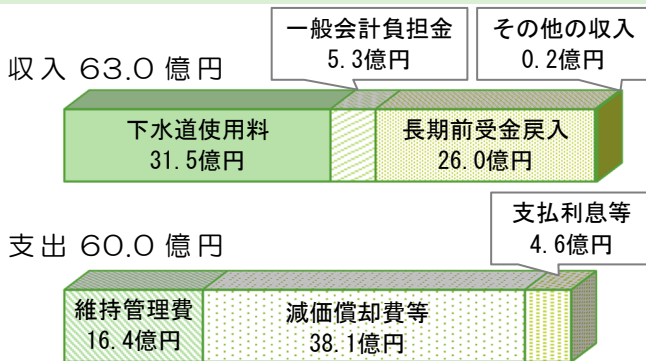 一般会計負担金
5.3億円
その他の収入
0.2億円
収入 63.0 億円
下水道使用料
31.5億円
長期前受金戻入
26.0億円
支払利息等
4.6億円
支出 60.0 億円
維持管理費
16.4億円
減価償却費等
38.1億円